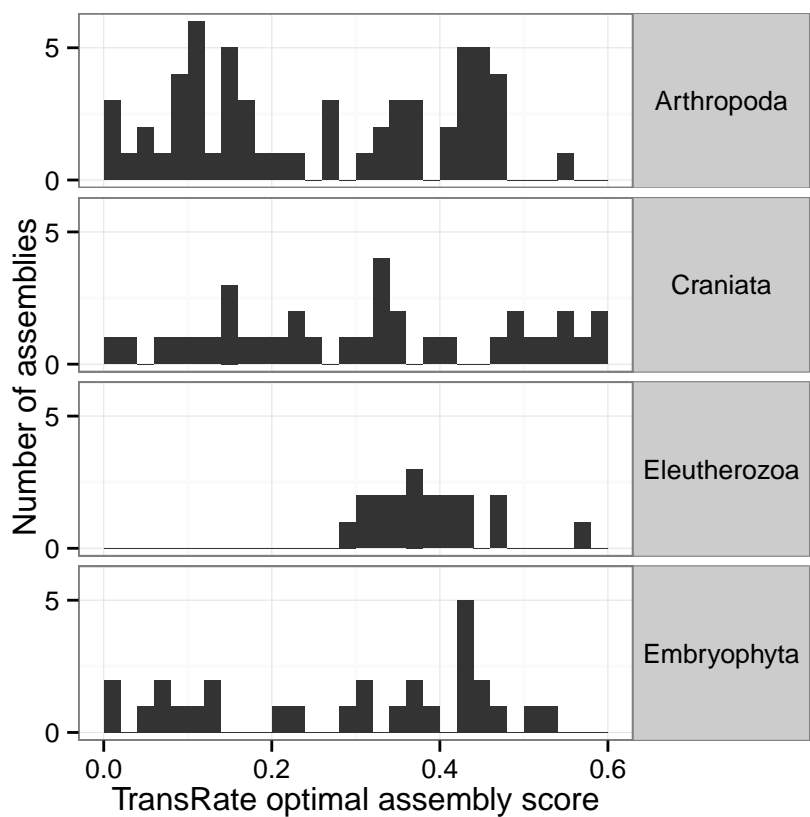 5
0
Arthropoda
5
0
Craniata
5
0
Eleutherozoa
5
0
Embryophyta
Number of assemblies
0.0 0.2 0.4 0.6
TransRate optimal assembly score